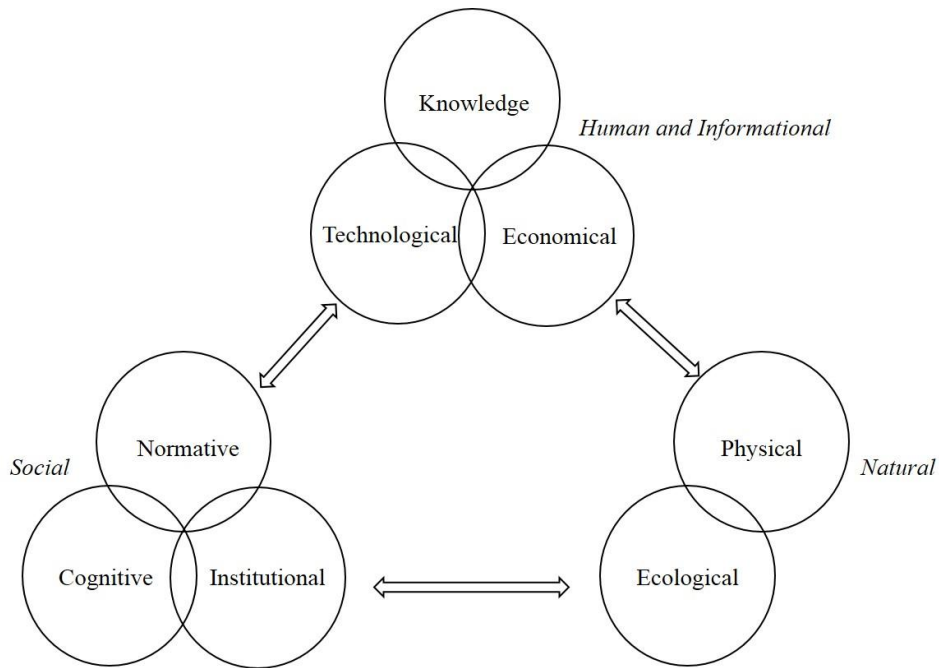 Knowledge
Human and Informational
Technological
Economical
Normative
Physical
Social
Natural
Cognitive
Institutional
Ecological